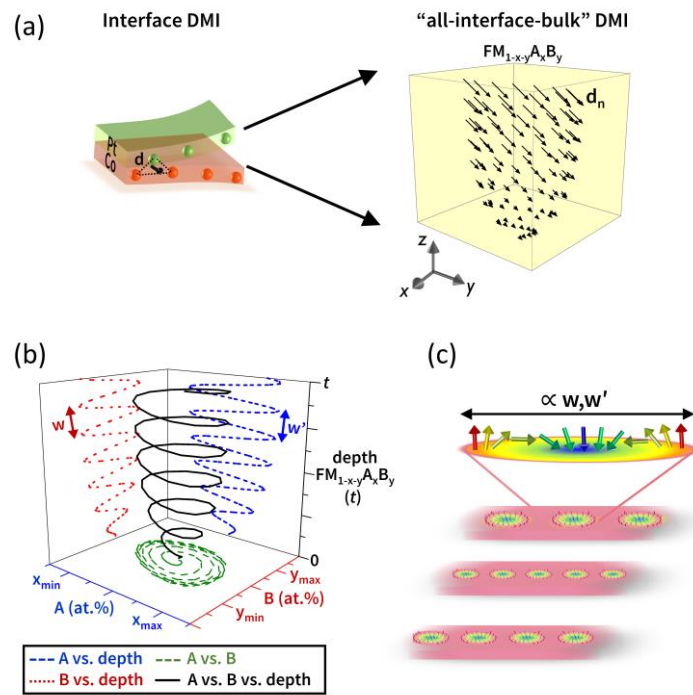 (a)
Interface DMI
“all-interface-bulk” DMI
FM1-x-yAxBy
dn
Pt
Co
d
z
x
y
(b)
w
w’
t
depth
FM1-x-yAxBy
(t)
0
xmin
A (at.%)
xmax
ymin
B (at.%)
ymax
A vs. depth
A vs. B
B vs. depth
A vs. B vs. depth
(c)
∝ w,w’